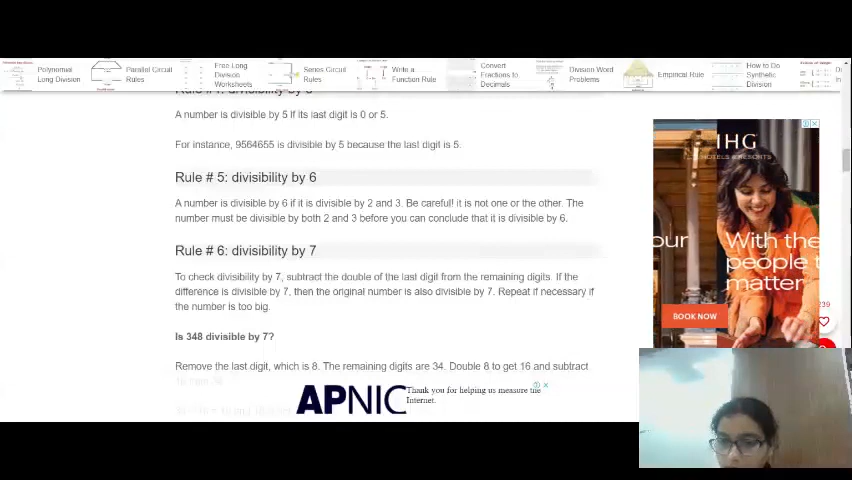 Polynomial
Long Division
Parallel Circuit
Rules
Free Long
Division
Worksheets
Series Circuit
Rules
Write a
Function Rule
Convert
Fractions to
Decimals
Division Word
Problems
Empirical Rule
How to Do
Synthetic
Division
A number is divisible by 5 if its last digit is 0 or 5.
For instance, 9564655 is divisible by 5 because the last digit is 5.
Rule # 5: divisibility by 6
A number is divisible by 6 if it is divisible by 2 and 3. Be careful! it is not one or the other. The
number must be divisible by both 2 and 3 before you can conclude that it is divisible by 6.
Rule # 6: divisibility by 7
To check divisibility by 7, subtract the double of the last digit from the remaining digits. If the
difference is divisible by 7, then the original number is also divisible by 7. Repeat if necessary if
the number is too big.
Is 348 divisible by 7?
Remove the last digit, which is 8. The remaining digits are 34. Double 8 to get 16 and subtract
APNIC
Thank you for helping us measure the
Internet.
IHG
HOTELS & RESORTS
our
With the
people
matter
BOOK NOW
239